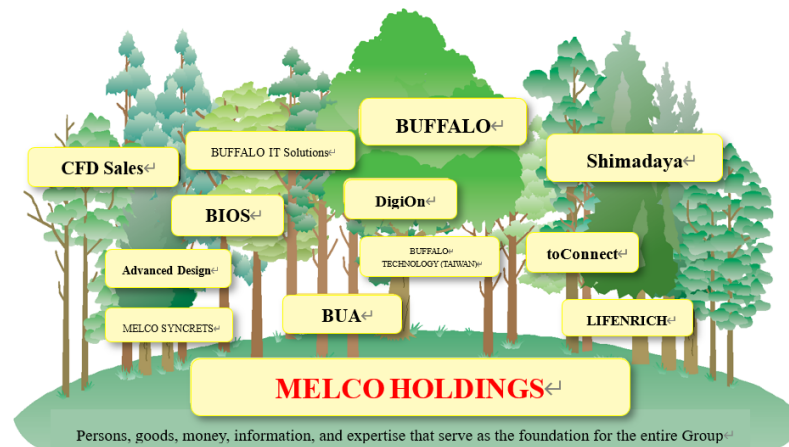 BUFFALO
BUFFALO IT Solutions
CFD Sales
Shimadaya
DigiOn
BIOS
BUFFALO
TECHNOLOGY (TAIWAN)
toConnect
Advanced Design
BUA
LIFENRICH
MELCO SYNCRETS
MELCO HOLDINGS
Persons, goods, money, information, and expertise that serve as the foundation for the entire Group